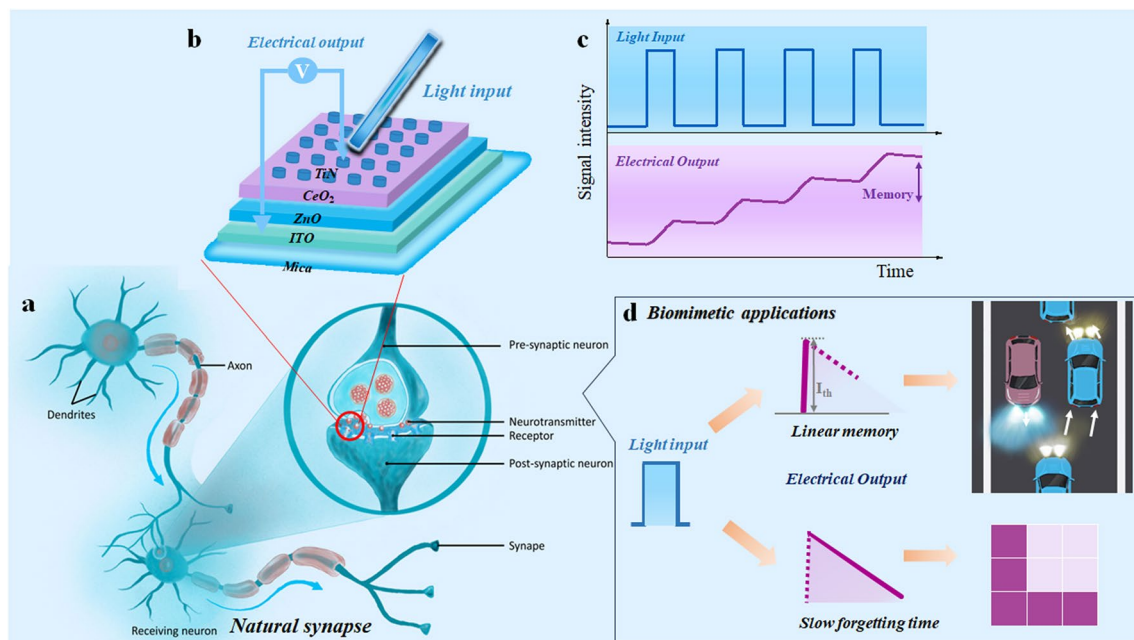 b
Electrical output
V
Light input
TiN
CeO₂
ZnO
ITO
Mica
c
Light Input
Electrical Output
Memory
Signal intensity
Time
a
Dendrites
Axon
Pre-synaptic neuron
Neurotransmitter
Receptor
Post-synaptic neuron
Synape
Receiving neuron
Natural synapse
d
Biomimetic applications
Light input
I_th
Linear memory
Electrical Output
Slow forgetting time